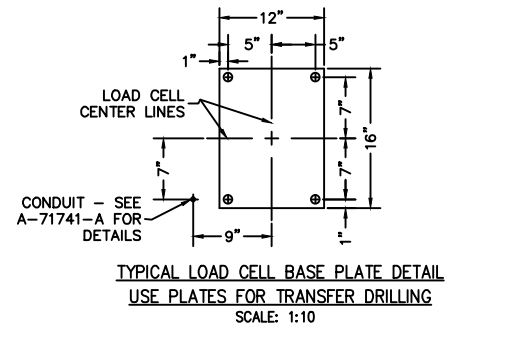 12"
5"
5"
1"
LOAD CELL
CENTER LINES
7"
16"
7"
7"
CONDUIT - SEE
A-71741-A FOR
DETAILS
9"
1"
TYPICAL LOAD CELL BASE PLATE DETAIL
USE PLATES FOR TRANSFER DRILLING
SCALE: 1:10